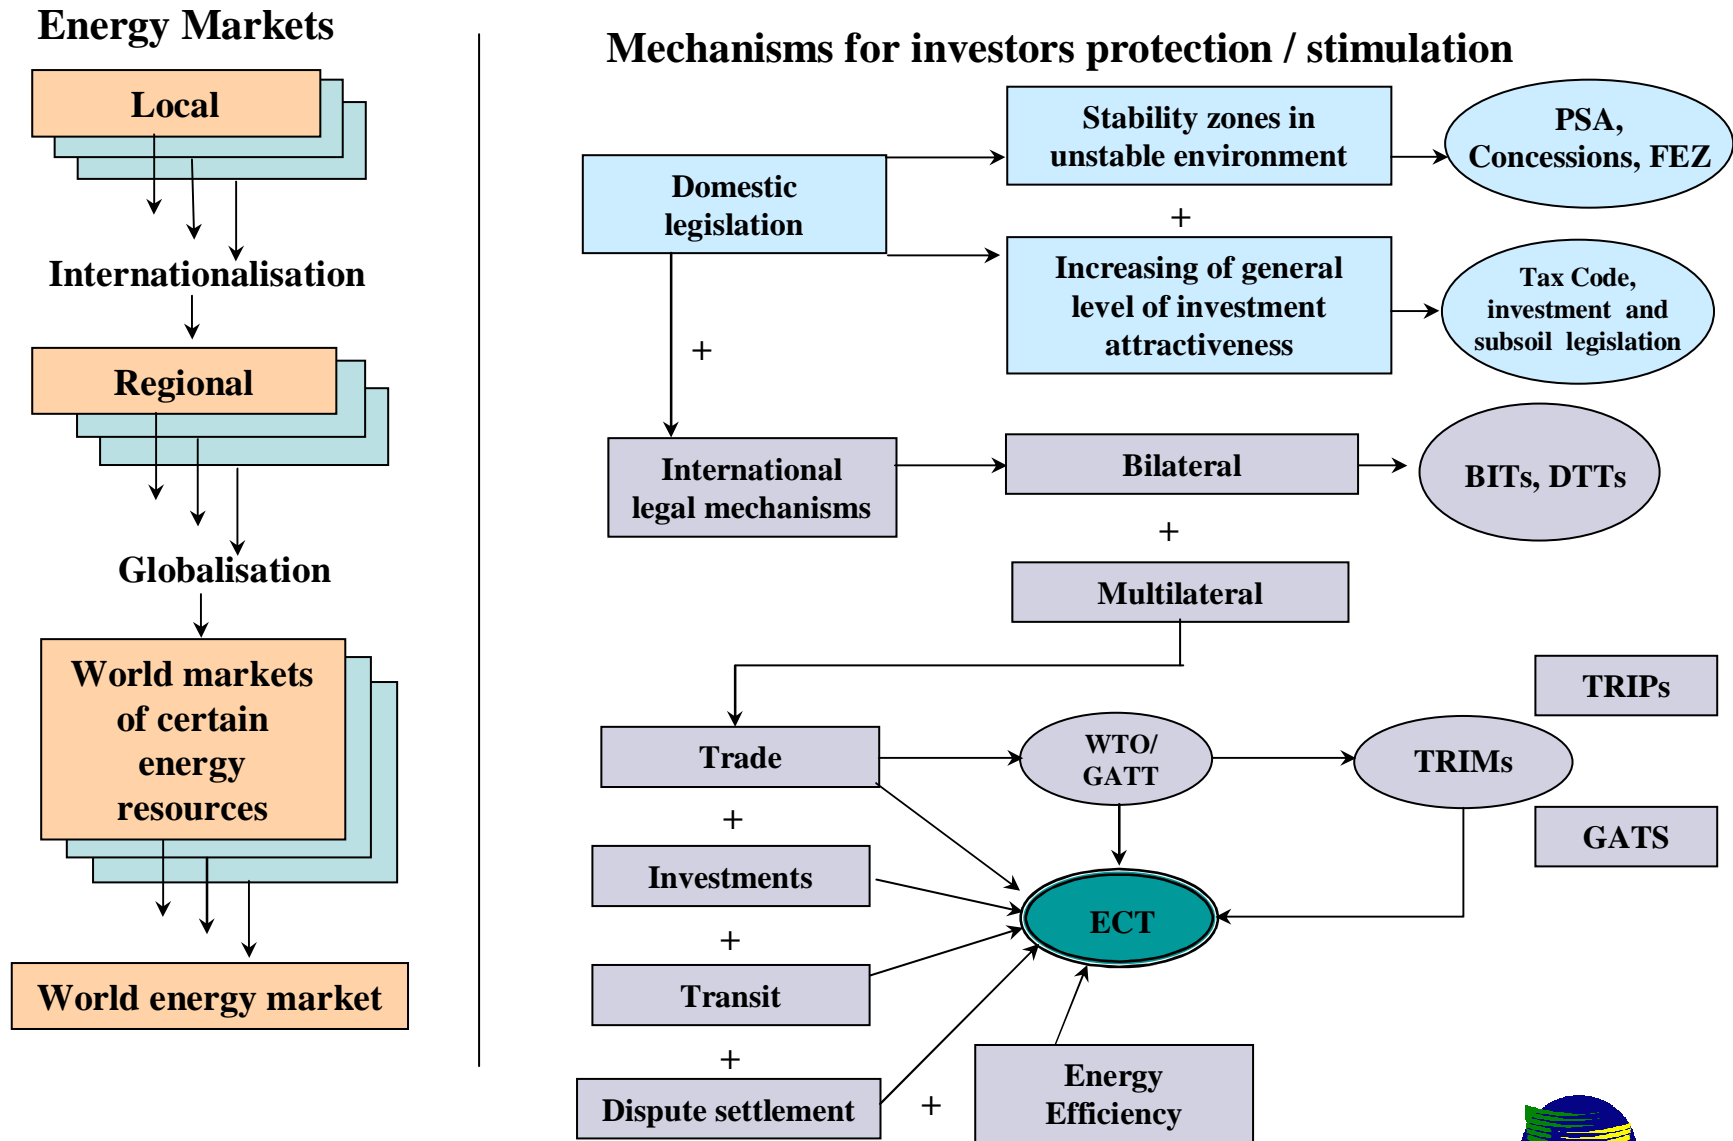 Energy Markets
Local
Internationalisation
Regional
Globalisation
World markets
of certain
energy
resources
World energy market
Mechanisms for investors protection / stimulation
Domestic
legislation
Stability zones in
unstable environment
PSA,
Concessions, FEZ
+
Increasing of general
level of investment
attractiveness
Tax Code,
investment and
subsoil legislation
+
International
legal mechanisms
Bilateral
BITs, DTTs
+
Multilateral
Trade
WTO/
GATT
TRIMs
TRIPs
GATS
+
Investments
+
Transit
+
Dispute settlement
+
Energy
Efficiency
ECT